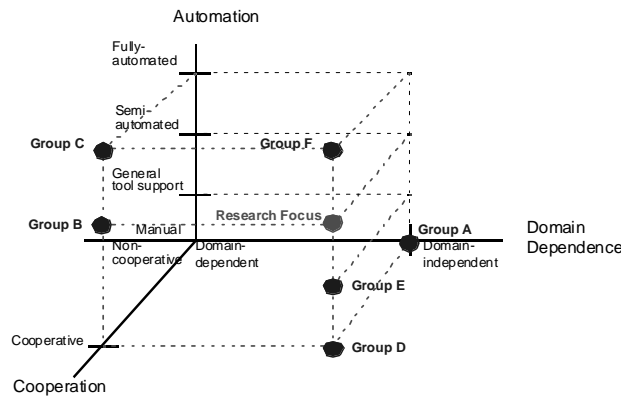 Automation
Fully-
automated
Semi-
automated
Group C
Group F
General
tool support
Research Focus
Group B
Manual
Group A
Domain
Dependence
Non-
cooperative
Domain-
dependent
Domain-
independent
Group E
Cooperative
Group D
Cooperation